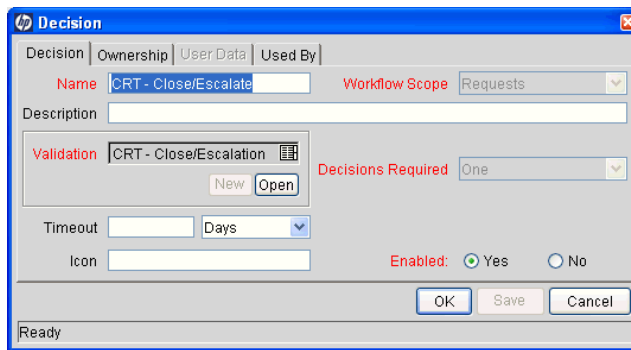 hp Decision
Decision Ownership User Data Used By
Name CRT - Close/Escalate Workflow Scope Requests
Description
Validation CRT - Close/Escalation
Decisions Required One
New Open
Timeout Days
Icon Enabled: Yes No
OK Save Cancel
Ready